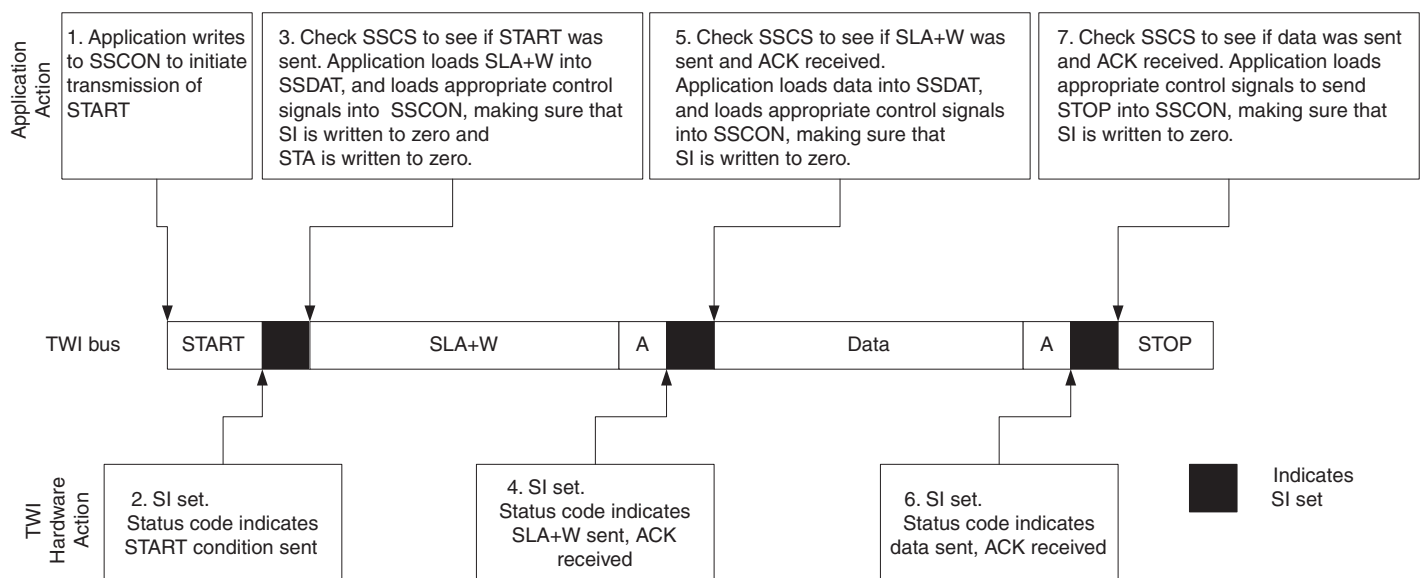 Application
Action
1. Application writes
to SSCON to initiate
transmission of
START
3. Check SSCS to see if START was
sent. Application loads SLA+W into
SSDAT, and loads appropriate control
signals into SSCON, making sure that
SI is written to zero and
STA is written to zero.
5. Check SSCS to see if SLA+W was
sent and ACK received.
Application loads data into SSDAT,
and loads appropriate control signals
into SSCON, making sure that
SI is written to zero.
7. Check SSCS to see if data was sent
and ACK received. Application loads
appropriate control signals to send
STOP into SSCON, making sure that
SI is written to zero.
TWI bus
START
SLA+W
A
Data
A
STOP
TWI
Hardware
Action
2. SI set.
Status code indicates
START condition sent
4. SI set.
Status code indicates
SLA+W sent, ACK
received
6. SI set.
Status code indicates
data sent, ACK received
Indicates
SI set